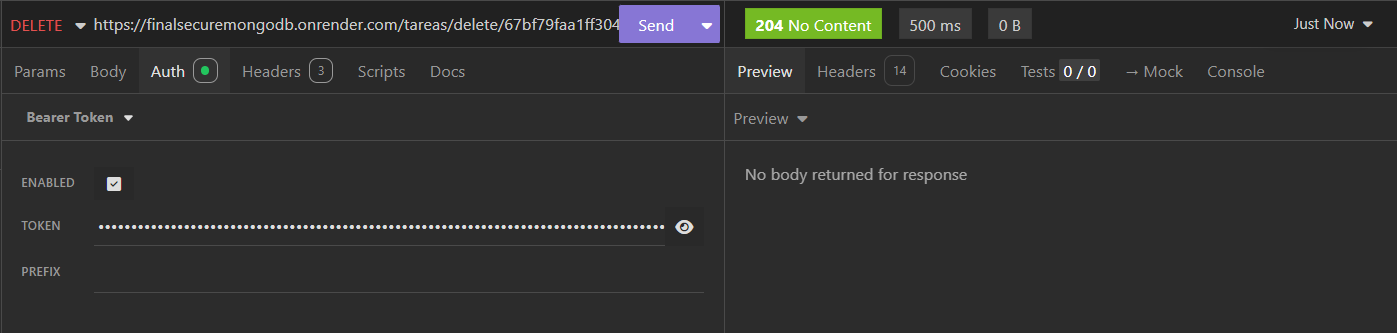 DELETE https://finalsecuremongodb.onrender.com/tareas/delete/67bf79faa1ff304 Send 204 No Content 500 ms 0 B Just Now
Params Body Auth Headers 3 Scripts Docs Preview Headers 14 Cookies Tests 0 / 0 → Mock Console
Bearer Token Preview
ENABLED No body returned for response
TOKEN ••••••••••••••••••••••••••••••••••••••••••••••••••••••••••••••••••••••••••••••••••••••
PREFIX